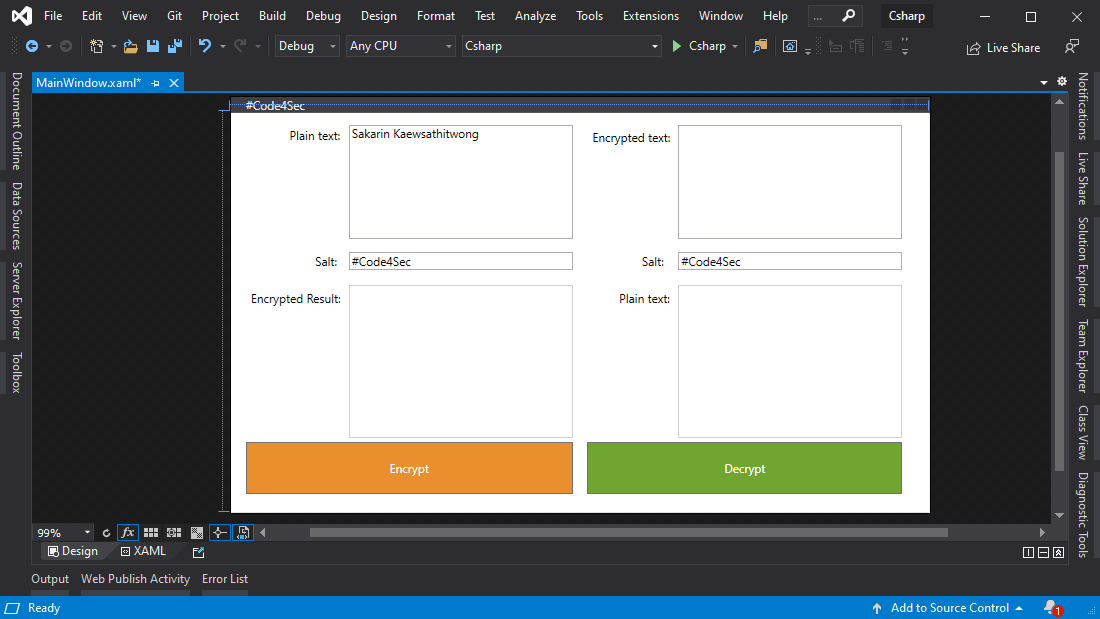 File Edit View Git Project Build Debug Design Format Test Analyze Tools Extensions Window Help ... Csharp
Debug Any CPU Csharp Csharp Live Share
MainWindow.xaml*
Document Outline
Data Sources
Server Explorer
Toolbox
#Code4Sec
Plain text: Sakarin Kaewsathitwong Encrypted text:
Salt: #Code4Sec Salt: #Code4Sec
Encrypted Result: Plain text:
Encrypt Decrypt
Notifications
Live Share
Solution Explorer
Team Explorer
Class View
Diagnostic Tools
99% fx
Design XAML
Output Web Publish Activity Error List
Ready Add to Source Control 1